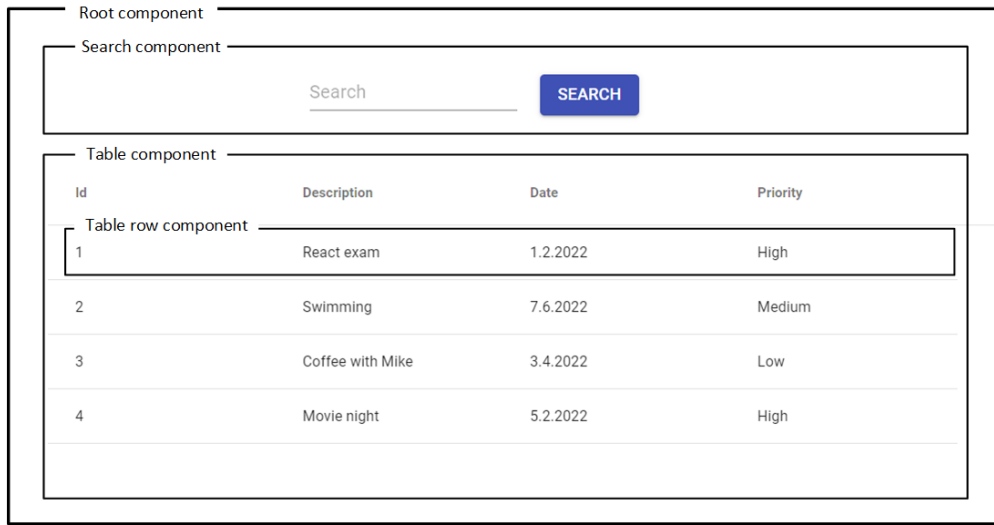 Root component
Search component
Search SEARCH
Table component
Id Description Date Priority
Table row component
1 React exam 1.2.2022 High
2 Swimming 7.6.2022 Medium
3 Coffee with Mike 3.4.2022 Low
4 Movie night 5.2.2022 High